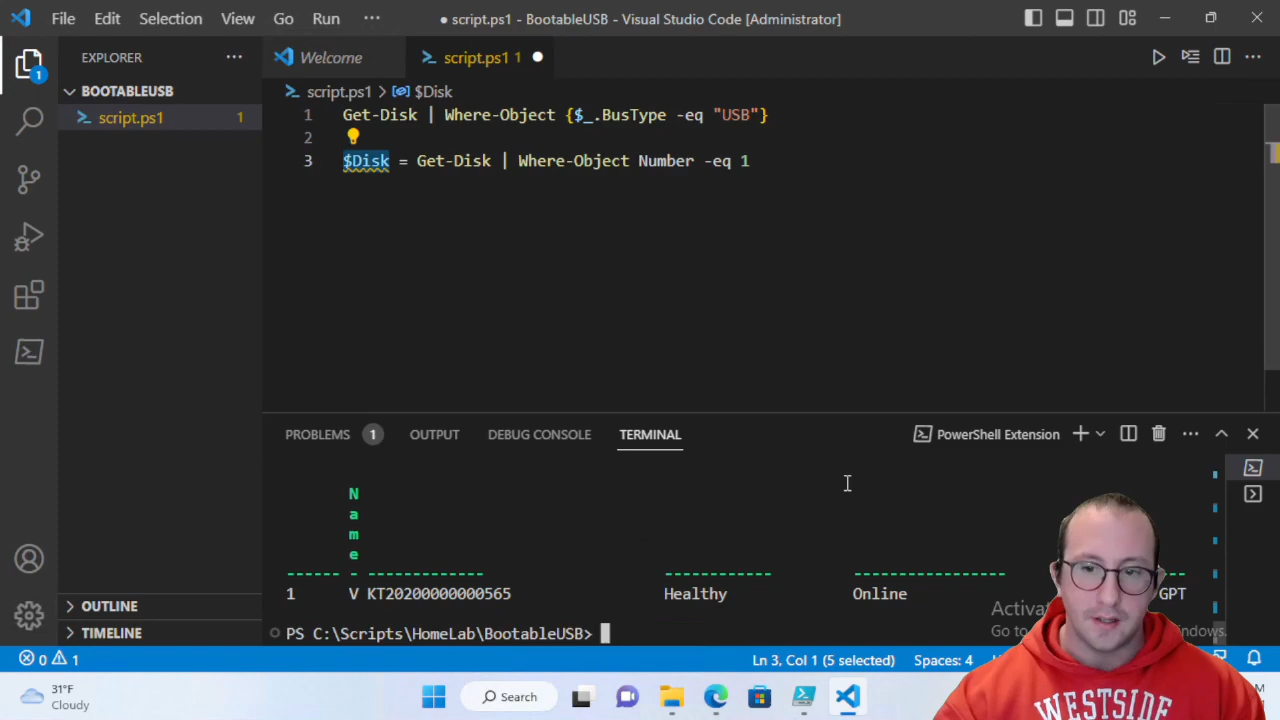 File Edit Selection View Go Run ··· ● script.ps1 - BootableUSB - Visual Studio Code [Administrator]
EXPLORER ···
Welcome
script.ps1 1
BOOTABLEUSB
script.ps1 > $Disk
script.ps1 1
1 Get-Disk | Where-Object {$_.BusType -eq "USB"}
2
3 $Disk = Get-Disk | Where-Object Number -eq 1
PROBLEMS 1 OUTPUT DEBUG CONSOLE TERMINAL PowerShell Extension
N
a
m
e
------ - ------------- ------------ -----------------
1 V KT20200000000565 Healthy Online GPT
PS C:\Scripts\HomeLab\BootableUSB>
OUTLINE
TIMELINE
0 1 Ln 3, Col 1 (5 selected) Spaces: 4
31°F
Cloudy
Search
WESTSIDE